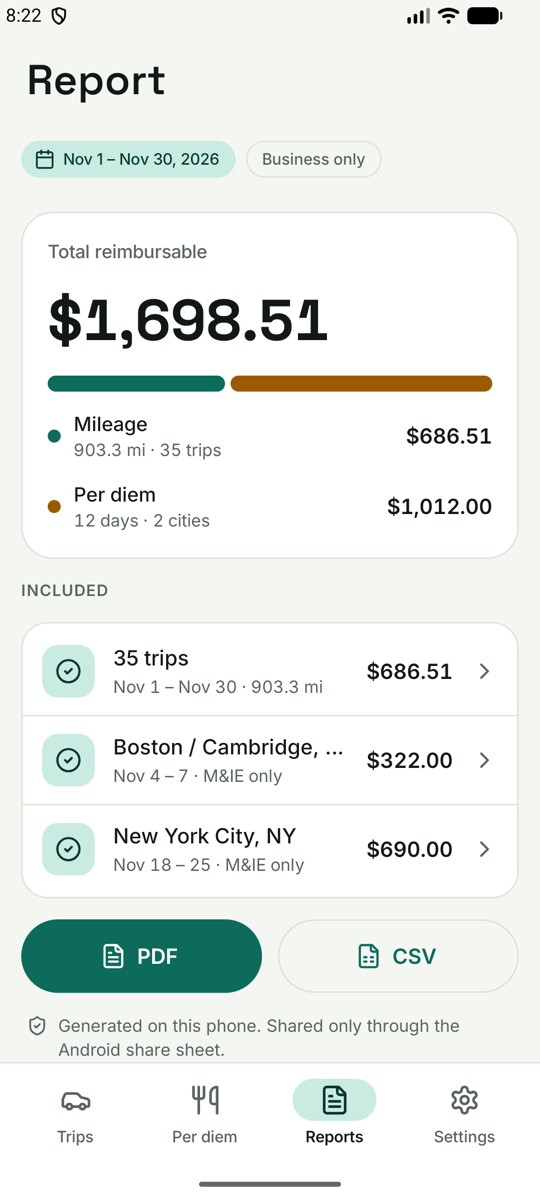 8:22
Report
Nov 1 – Nov 30, 2026
Business only
Total reimbursable
$1,698.51
Mileage
903.3 mi · 35 trips
$686.51
Per diem
12 days · 2 cities
$1,012.00
INCLUDED
35 trips
Nov 1 – Nov 30 · 903.3 mi
$686.51
Boston / Cambridge, ...
Nov 4 – 7 · M&IE only
$322.00
New York City, NY
Nov 18 – 25 · M&IE only
$690.00
PDF
CSV
Generated on this phone. Shared only through the
Android share sheet.
Trips
Per diem
Reports
Settings